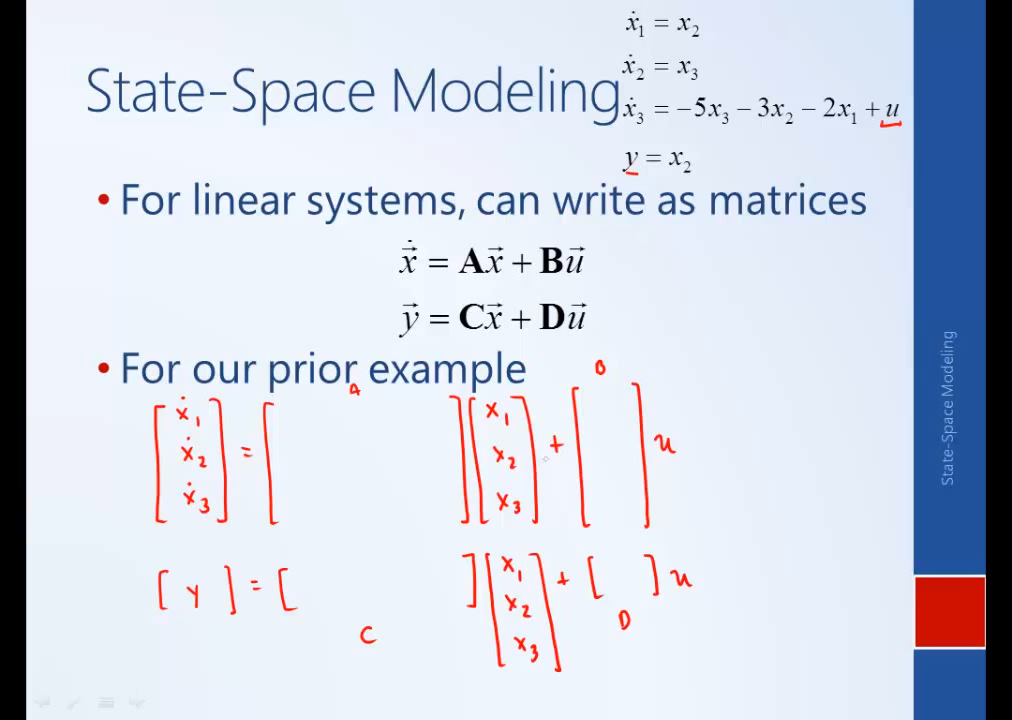 ẋ₁ = x₂
ẋ₂ = x₃
State-Space Modeling
ẋ₃ = −5x₃ − 3x₂ − 2x₁ + u
y = x₂
• For linear systems, can write as matrices
ẋ⃗ = Ax⃗ + Bu⃗
y⃗ = Cx⃗ + Du⃗
• For our prior example
A B
[ẋ₁ ẋ₂ ẋ₃] = [ ] [x₁ x₂ x₃] + [ ] u
[y] = [ ] [x₁ x₂ x₃] + [ ] u
C D
State-Space Modeling